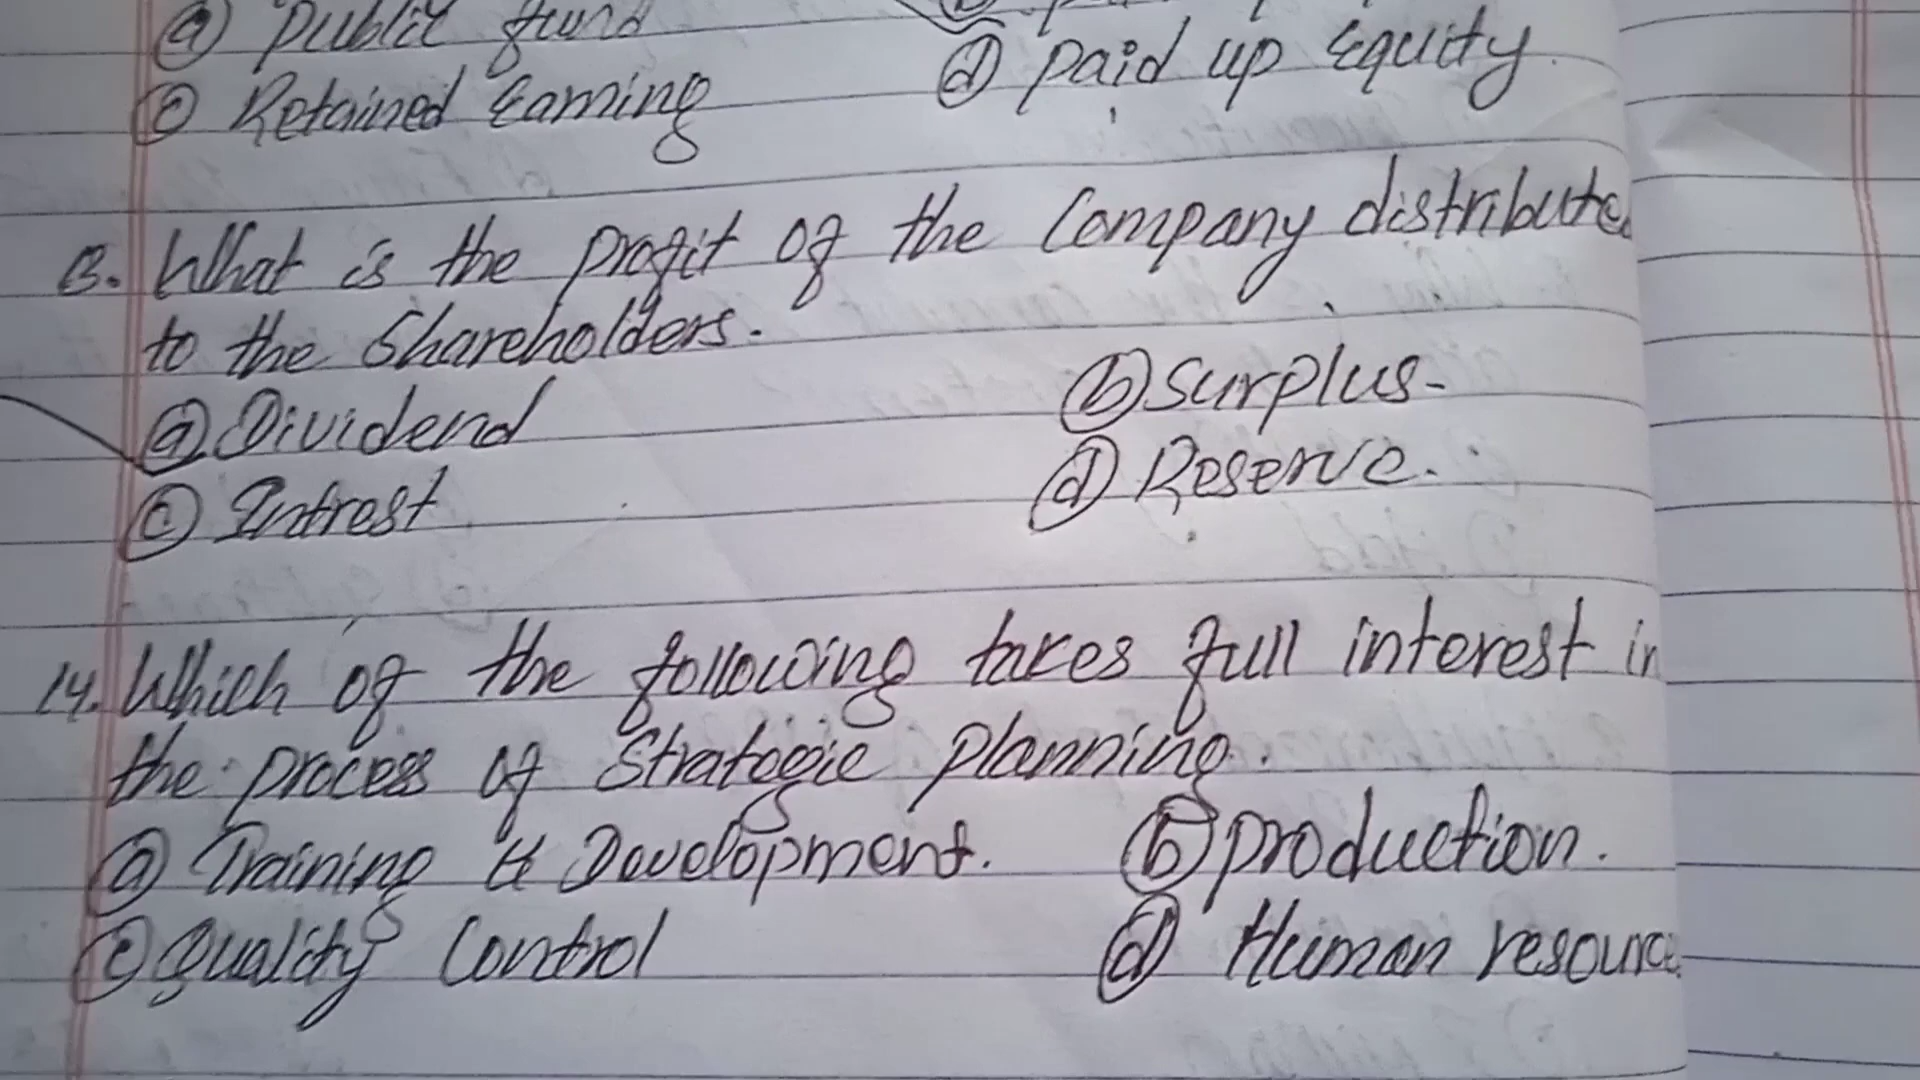 (a) Public fund
(c) Retained Earning (d) paid up Equity.
13. What is the profit of the Company distribute
to the Shareholders.
(a) Dividend (b) Surplus.
(c) Intrest (d) Reserve.
14. Which of the following takes full interest in
the process of Strategic planning.
(a) Training & Development. (b) production.
(c) Quality Control (d) Human resource